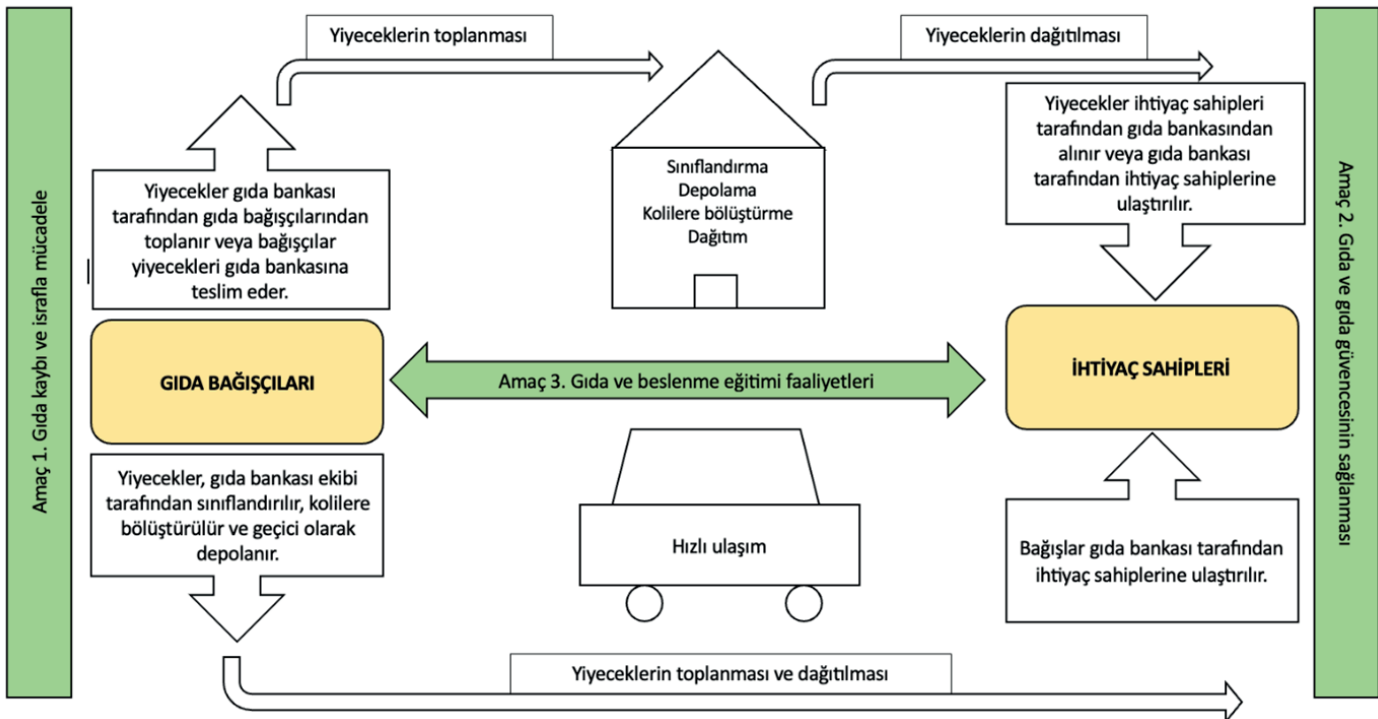 Amaç 1. Gıda kaybı ve israfla mücadele
Yiyeceklerin toplanması
Yiyecekler gıda bankası
tarafından gıda bağışçılarından
toplanır veya bağışçılar
yiyecekleri gıda bankasına
teslim eder.
GIDA BAĞIŞÇILARI
Yiyecekler, gıda bankası ekibi
tarafından sınıflandırılır, kolilere
bölüştürülür ve geçici olarak
depolanır.
Sınıflandırma
Depolama
Kolilere bölüştürme
Dağıtım
Amaç 3. Gıda ve beslenme eğitimi faaliyetleri
Hızlı ulaşım
Yiyeceklerin toplanması ve dağıtılması
Yiyeceklerin dağıtılması
Yiyecekler ihtiyaç sahipleri
tarafından gıda bankasından
alınır veya gıda bankası
tarafından ihtiyaç sahiplerine
ulaştırılır.
İHTİYAÇ SAHİPLERİ
Bağışlar gıda bankası tarafından
ihtiyaç sahiplerine ulaştırılır.
Amaç 2. Gıda ve gıda güvencesinin sağlanması